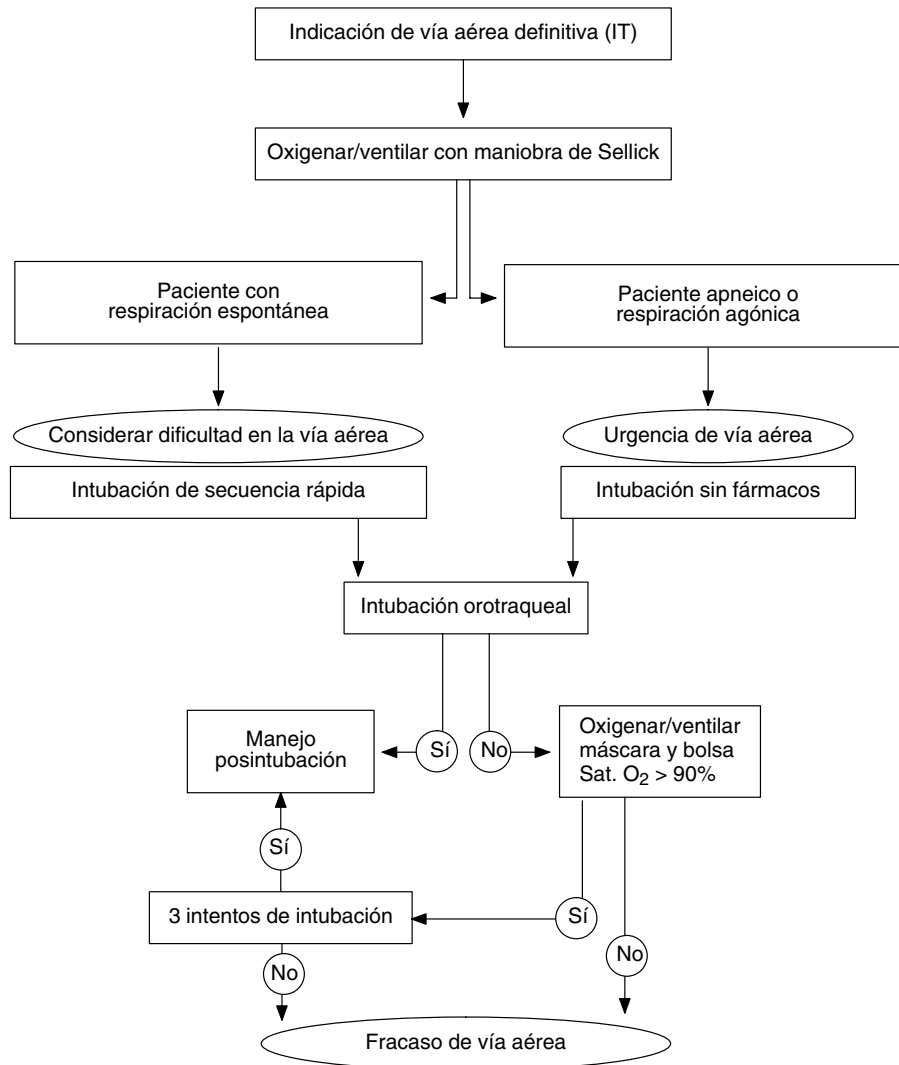 Indicación de vía aérea definitiva (IT)
Oxigenar/ventilar con maniobra de Sellick
Paciente con
respiración espontánea
Paciente apneico o
respiración agónica
Considerar dificultad en la vía aérea
Urgencia de vía aérea
Intubación de secuencia rápida
Intubación sin fármacos
Intubación orotraqueal
Manejo
posintubación
Sí
No
Oxigenar/ventilar
máscara y bolsa
Sat. O₂ > 90%
Sí
3 intentos de intubación
Sí
No
No
Fracaso de vía aérea